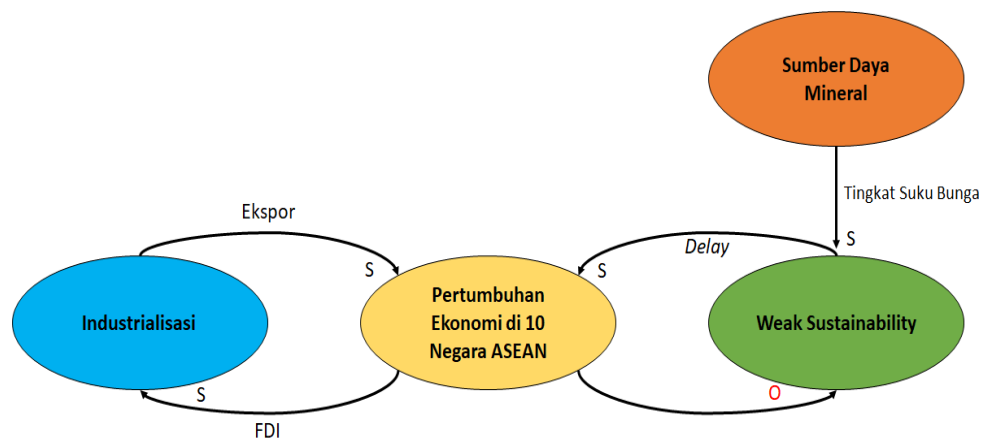 Sumber Daya
Mineral
Tingkat Suku Bunga
Ekspor
S
Delay
S
S
Industrialisasi
Pertumbuhan
Ekonomi di 10
Negara ASEAN
Weak Sustainability
S
FDI
O